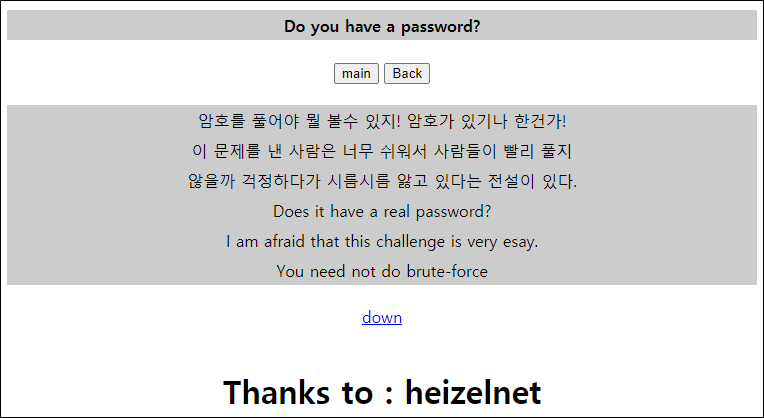 Do you have a password?
main Back
암호를 풀어야 뭘 볼수 있지! 암호가 있기나 한건가!
이 문제를 낸 사람은 너무 쉬워서 사람들이 빨리 풀지
않을까 걱정하다가 시름시름 앓고 있다는 전설이 있다.
Does it have a real password?
I am afraid that this challenge is very esay.
You need not do brute-force
down
Thanks to : heizelnet